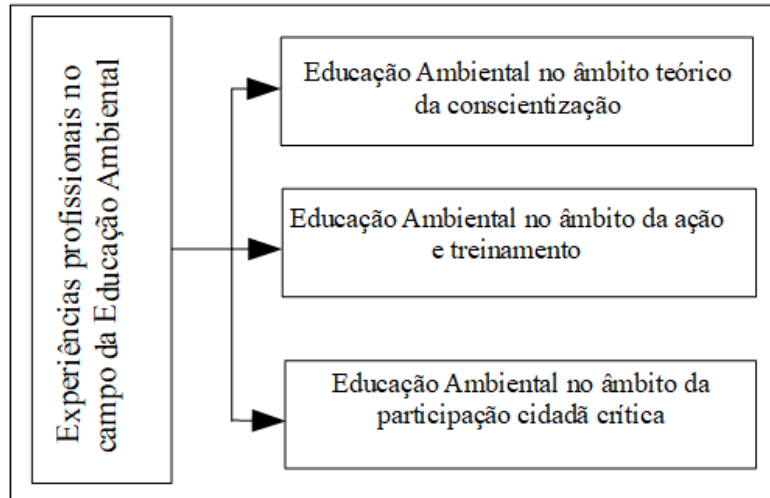 Experiências profissionais no
campo da Educação Ambiental
Educação Ambiental no âmbito teórico
da conscientização
Educação Ambiental no âmbito da ação
e treinamento
Educação Ambiental no âmbito da
participação cidadã crítica